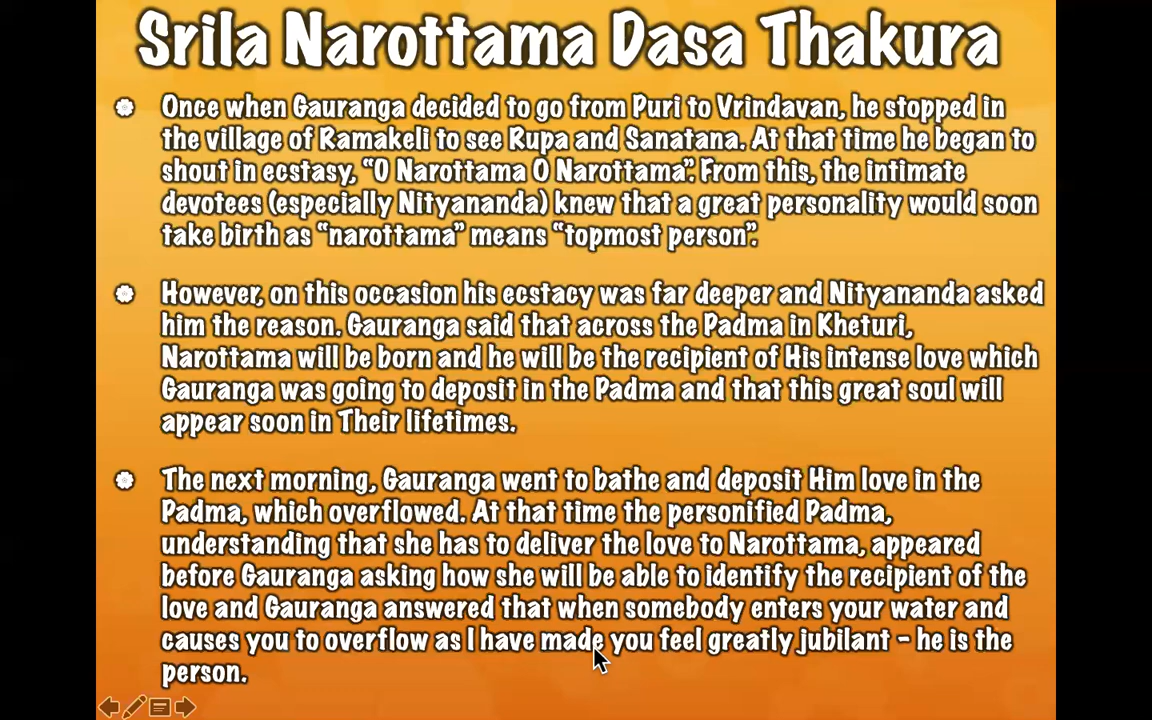 Srila Narottama Dasa Thakura
Once when Gauranga decided to go from Puri to Vrindavan, he stopped in
the village of Ramakeli to see Rupa and Sanatana. At that time he began to
shout in ecstasy, “O Narottama O Narottama”. From this, the intimate
devotees (especially Nityananda) knew that a great personality would soon
take birth as “narottama” means “topmost person”.
However, on this occasion his ecstacy was far deeper and Nityananda asked
him the reason. Gauranga said that across the Padma in Kheturi,
Narottama will be born and he will be the recipient of His intense love which
Gauranga was going to deposit in the Padma and that this great soul will
appear soon in Their lifetimes.
The next morning, Gauranga went to bathe and deposit Him love in the
Padma, which overflowed. At that time the personified Padma,
understanding that she has to deliver the love to Narottama, appeared
before Gauranga asking how she will be able to identify the recipient of the
love and Gauranga answered that when somebody enters your water and
causes you to overflow as I have made you feel greatly jubilant – he is the
person.